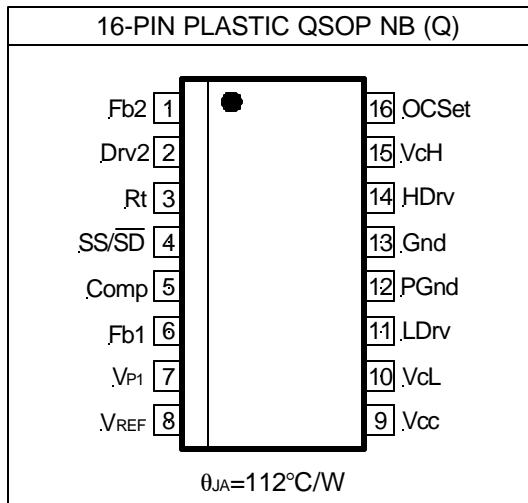 16-PIN PLASTIC QSOP NB (Q)
Fb2 1 16 OCSet
Drv2 2 15 VcH
Rt 3 14 HDrv
SS/S̅D̅ 4 13 Gnd
Comp 5 12 PGnd
Fb1 6 11 LDrv
VP1 7 10 VcL
VREF 8 9 Vcc
θJA=112°C/W